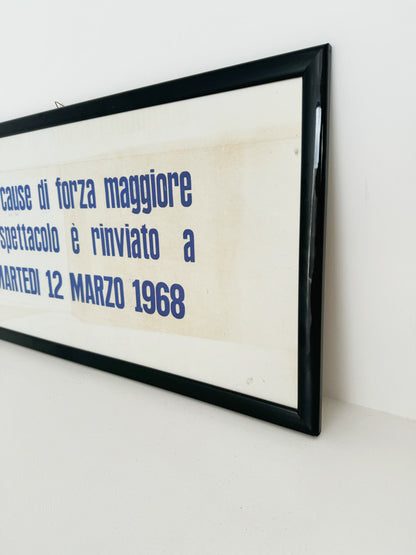 cause di forza maggiore
spettacolo è rinviato a
MARTEDI 12 MARZO 1968